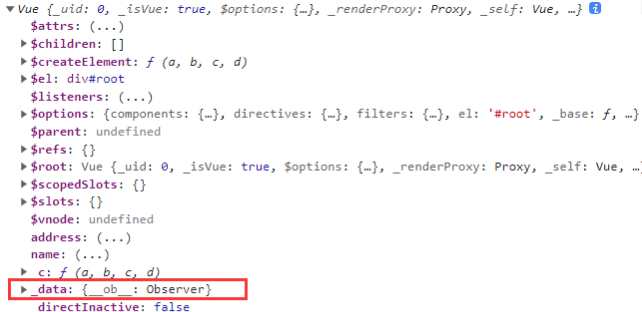 Vue {_uid: 0, _isVue: true, $options: {…}, _renderProxy: Proxy, _self: Vue, …} i
$attrs: (...)
$children: []
$createElement: ƒ (a, b, c, d)
$el: div#root
$listeners: (...)
$options: {components: {…}, directives: {…}, filters: {…}, el: '#root', _base: ƒ, …}
$parent: undefined
$refs: {}
$root: Vue {_uid: 0, _isVue: true, $options: {…}, _renderProxy: Proxy, _self: Vue, …}
$scopedSlots: {}
$slots: {}
$vnode: undefined
address: (...)
name: (...)
_c: ƒ (a, b, c, d)
_data: {__ob__: Observer}
_directInactive: false